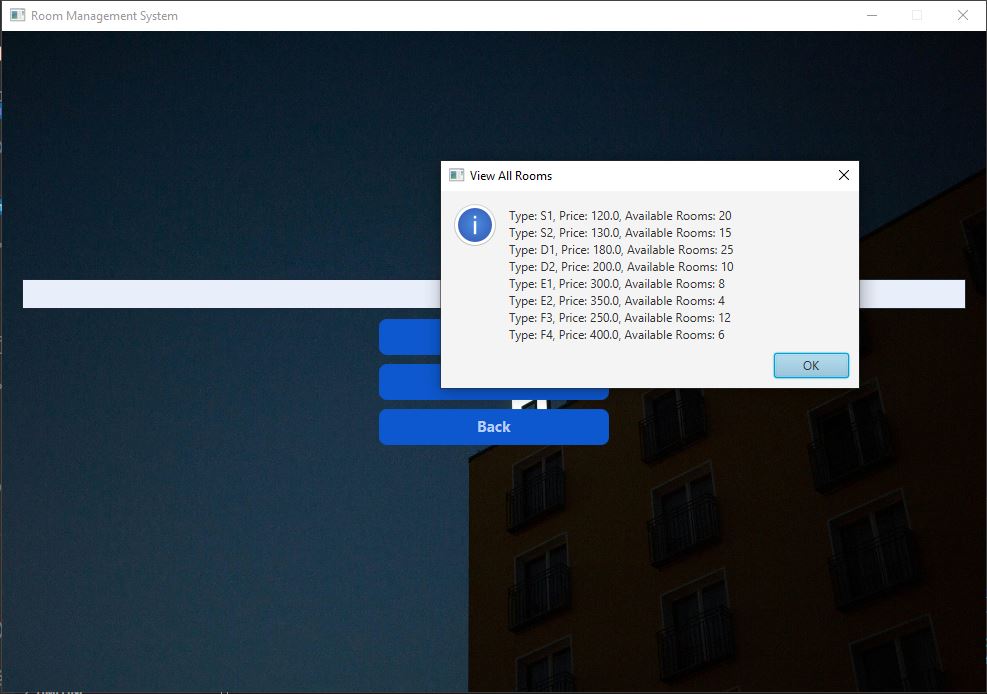 Room Management System
View All Rooms
Type: S1, Price: 120.0, Available Rooms: 20
Type: S2, Price: 130.0, Available Rooms: 15
Type: D1, Price: 180.0, Available Rooms: 25
Type: D2, Price: 200.0, Available Rooms: 10
Type: E1, Price: 300.0, Available Rooms: 8
Type: E2, Price: 350.0, Available Rooms: 4
Type: F3, Price: 250.0, Available Rooms: 12
Type: F4, Price: 400.0, Available Rooms: 6
OK
Back